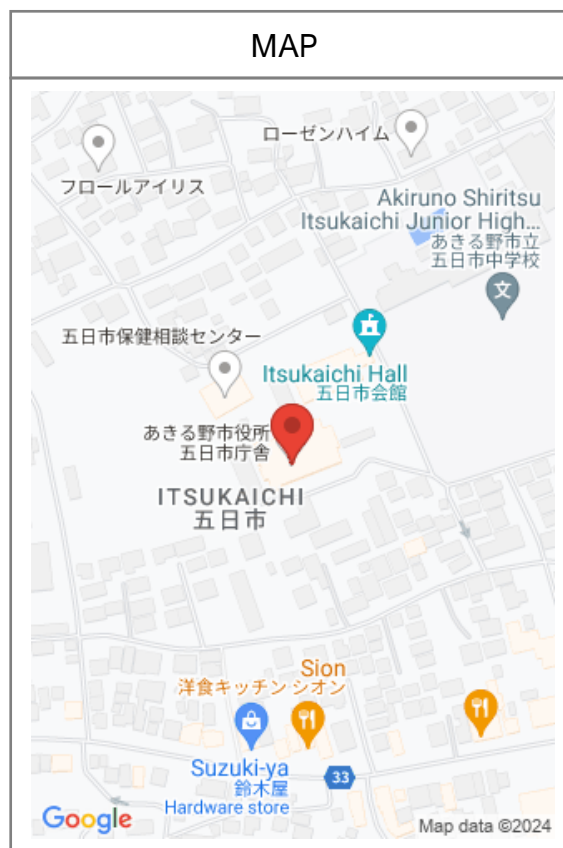 MAP
ローゼンハイム
フロールアイリス
Akiruno Shiritsu
Itsukaichi Junior High...
あきる野市立
五日市中学校
五日市保健相談センター
Itsukaichi Hall
五日市会館
あきる野市役所
五日市庁舎
ITSUKAICHI
五日市
Sion
洋食キッチン シオン
Suzuki-ya
鈴木屋
Hardware store
33
Google
Map data ©2024